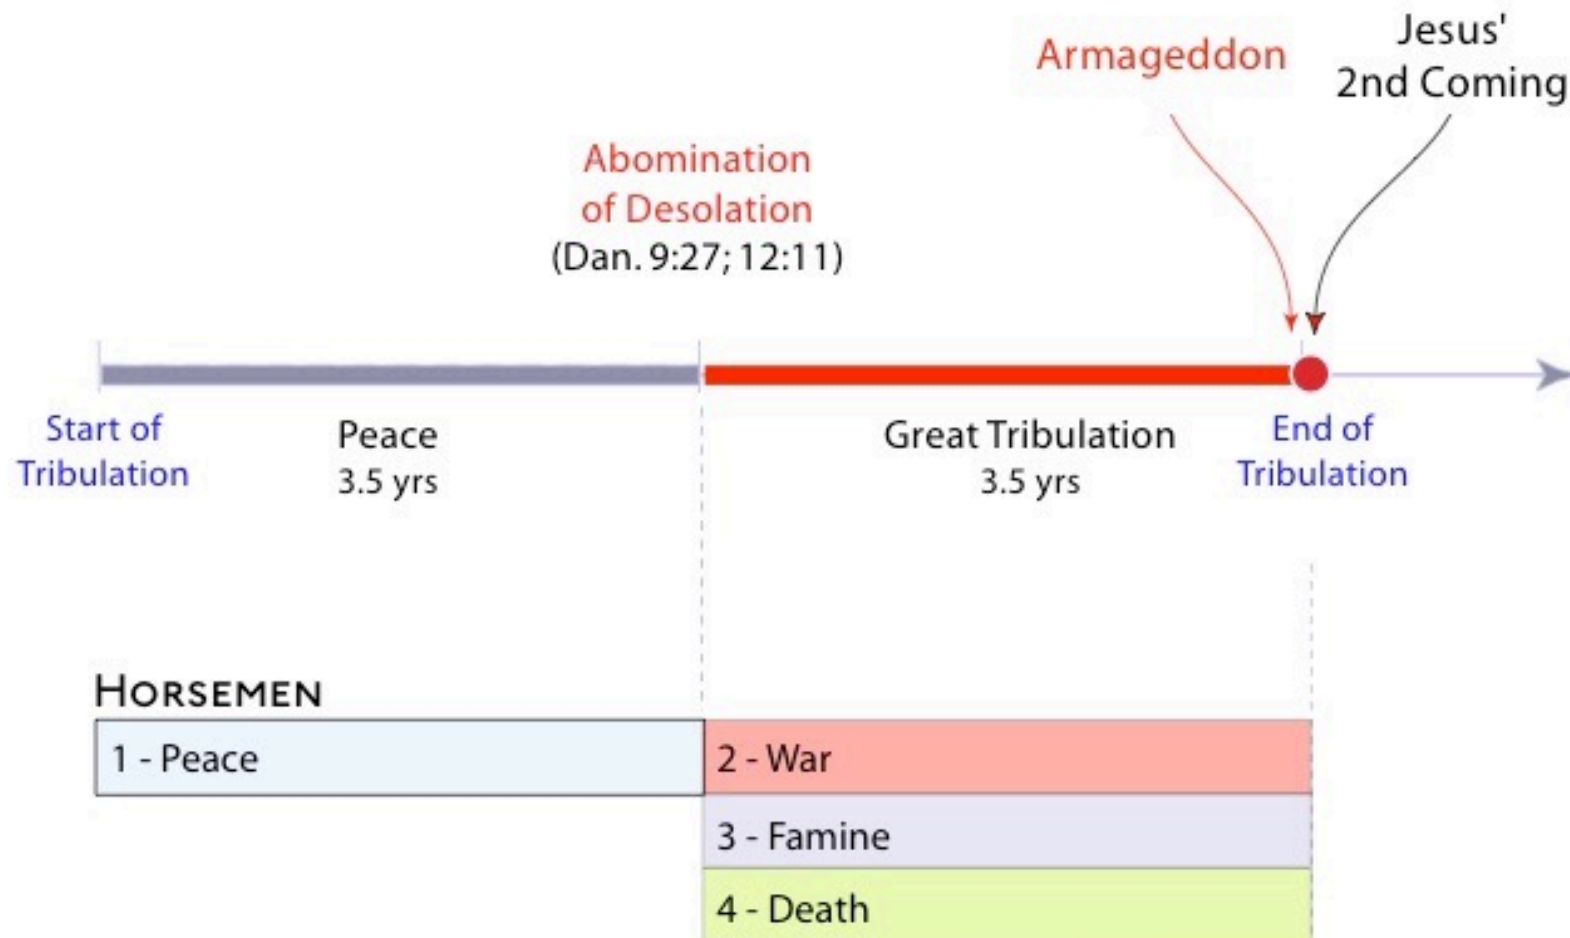 Armageddon
Jesus'
2nd Coming
Abomination
of Desolation
(Dan. 9:27; 12:11)
Start of
Tribulation
Peace
3.5 yrs
Great Tribulation
3.5 yrs
End of
Tribulation
HORSEMEN
1 - Peace
2 - War
3 - Famine
4 - Death